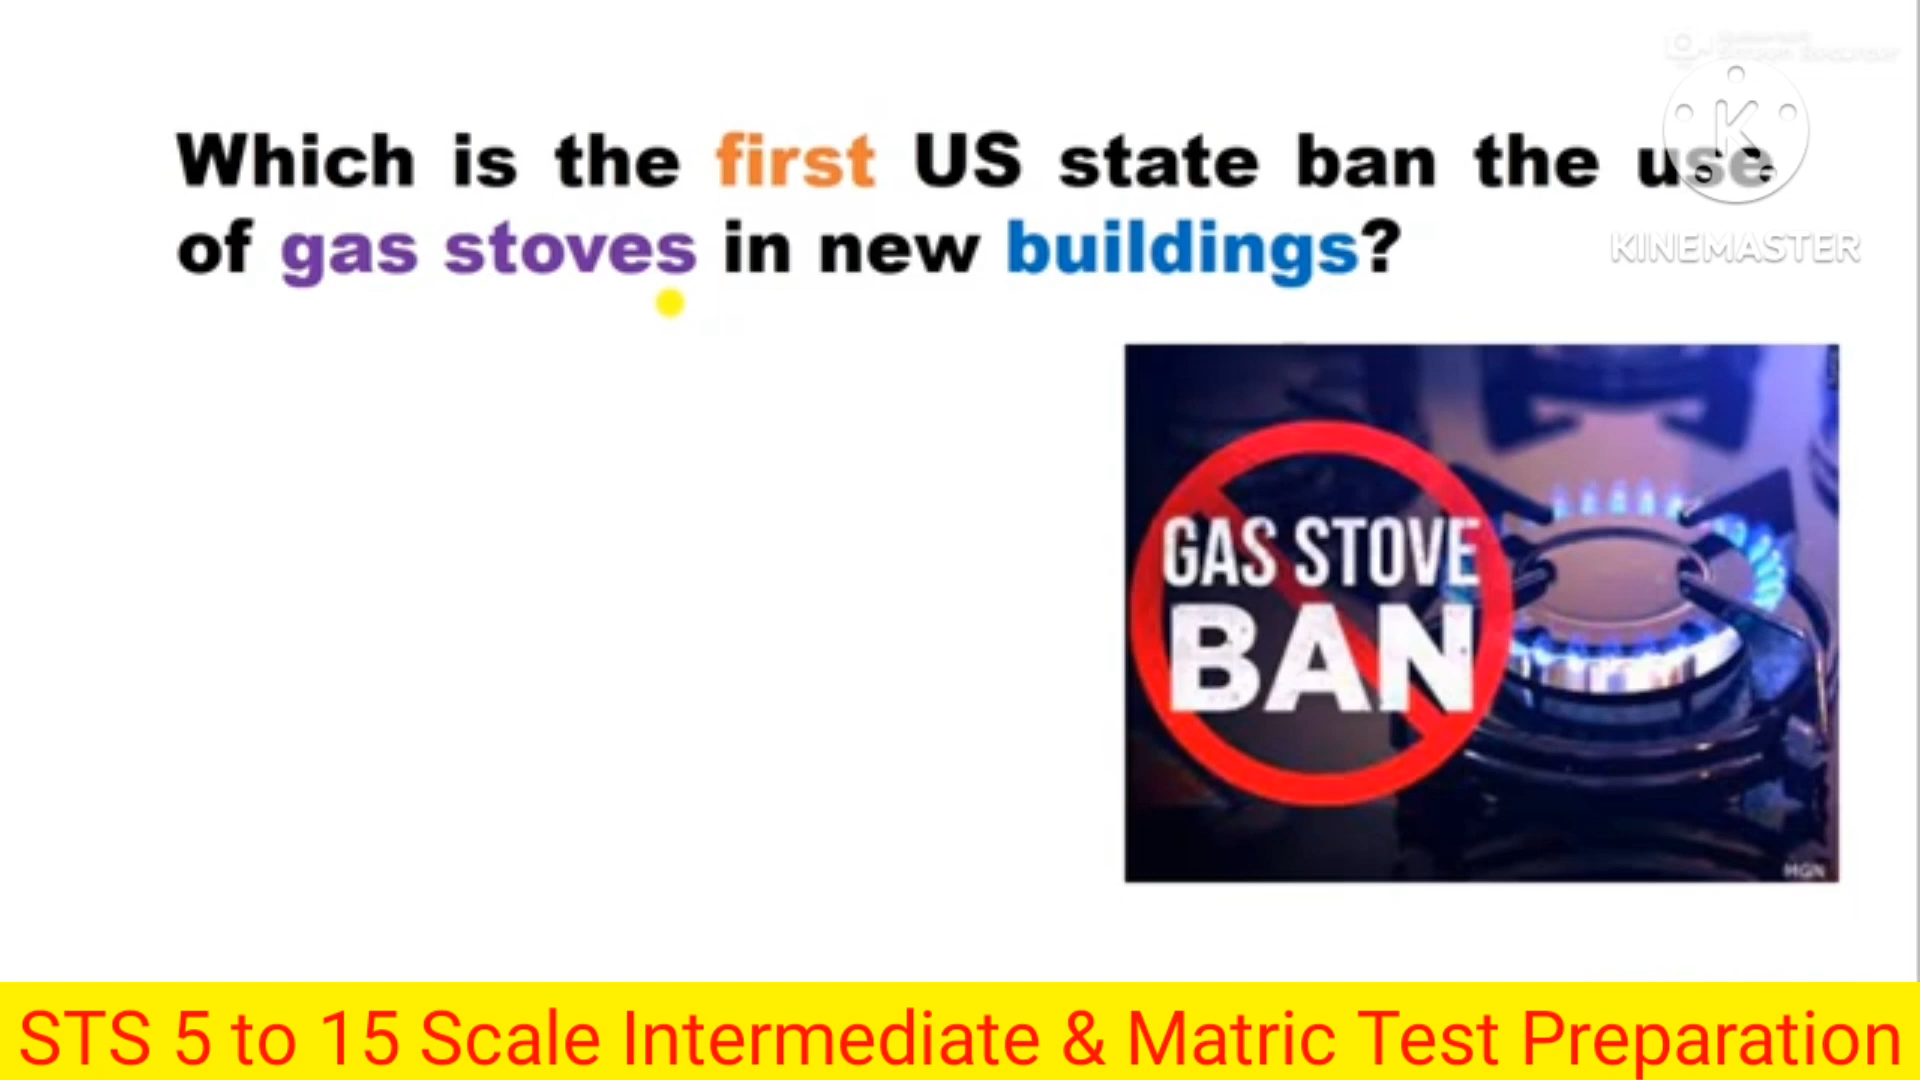 Which is the first US state ban the use
of gas stoves in new buildings?
K
KINEMASTER
GAS STOVE
BAN
MGN
STS 5 to 15 Scale Intermediate & Matric Test Preparation